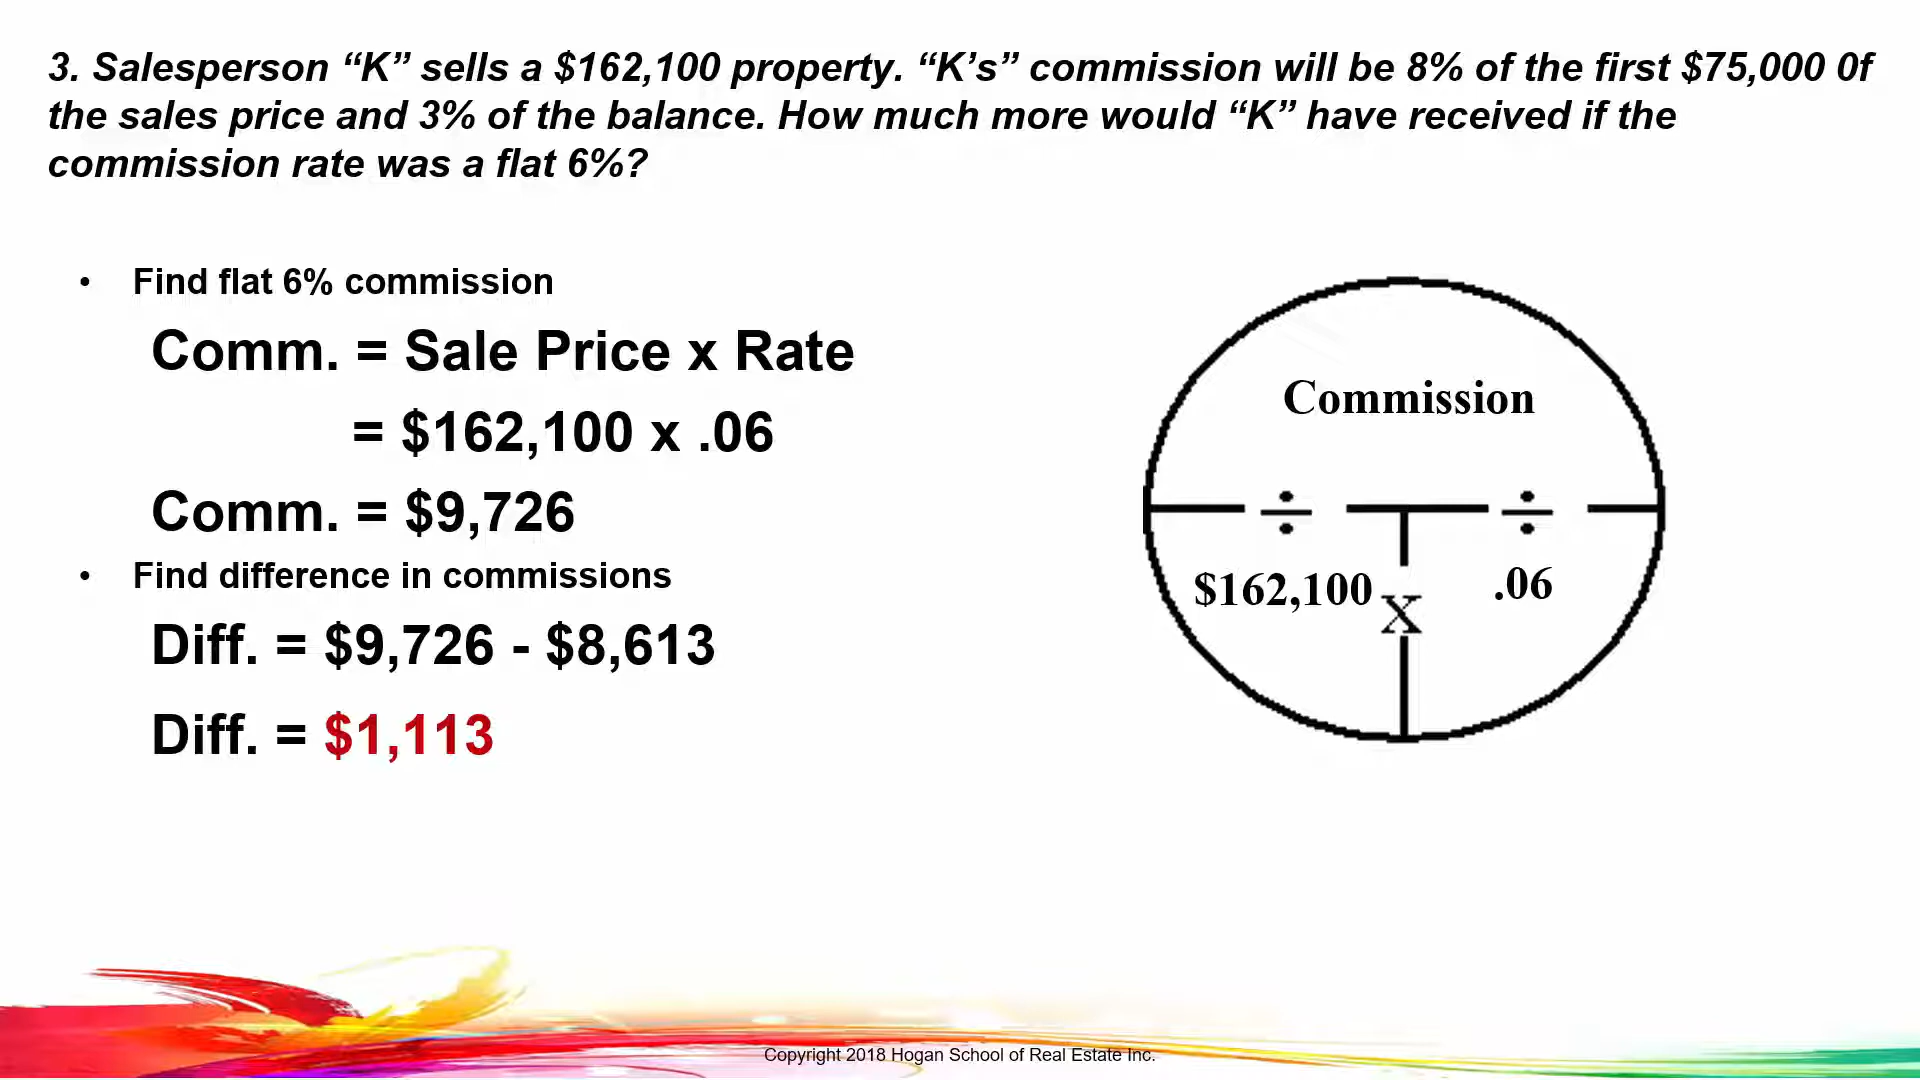 3. Salesperson “K” sells a $162,100 property. “K’s” commission will be 8% of the first $75,000 0f
the sales price and 3% of the balance. How much more would “K” have received if the
commission rate was a flat 6%?
• Find flat 6% commission
Comm. = Sale Price x Rate
= $162,100 x .06
Comm. = $9,726
• Find difference in commissions
Diff. = $9,726 - $8,613
Diff. = $1,113
Commission
÷ ÷
$162,100 X .06
Copyright 2018 Hogan School of Real Estate Inc.